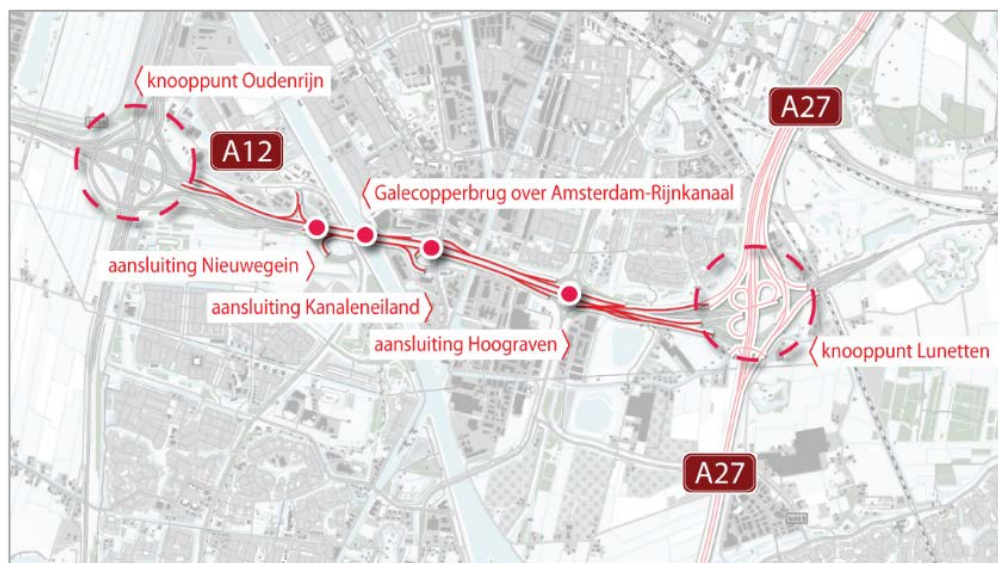 knooppunt Oudenrijn
A27
A12
Galecopperbrug over Amsterdam-Rijnkanaal
aansluiting Nieuwegein
aansluiting Kanaleneiland
aansluiting Hoograven
knooppunt Lunetten
A27